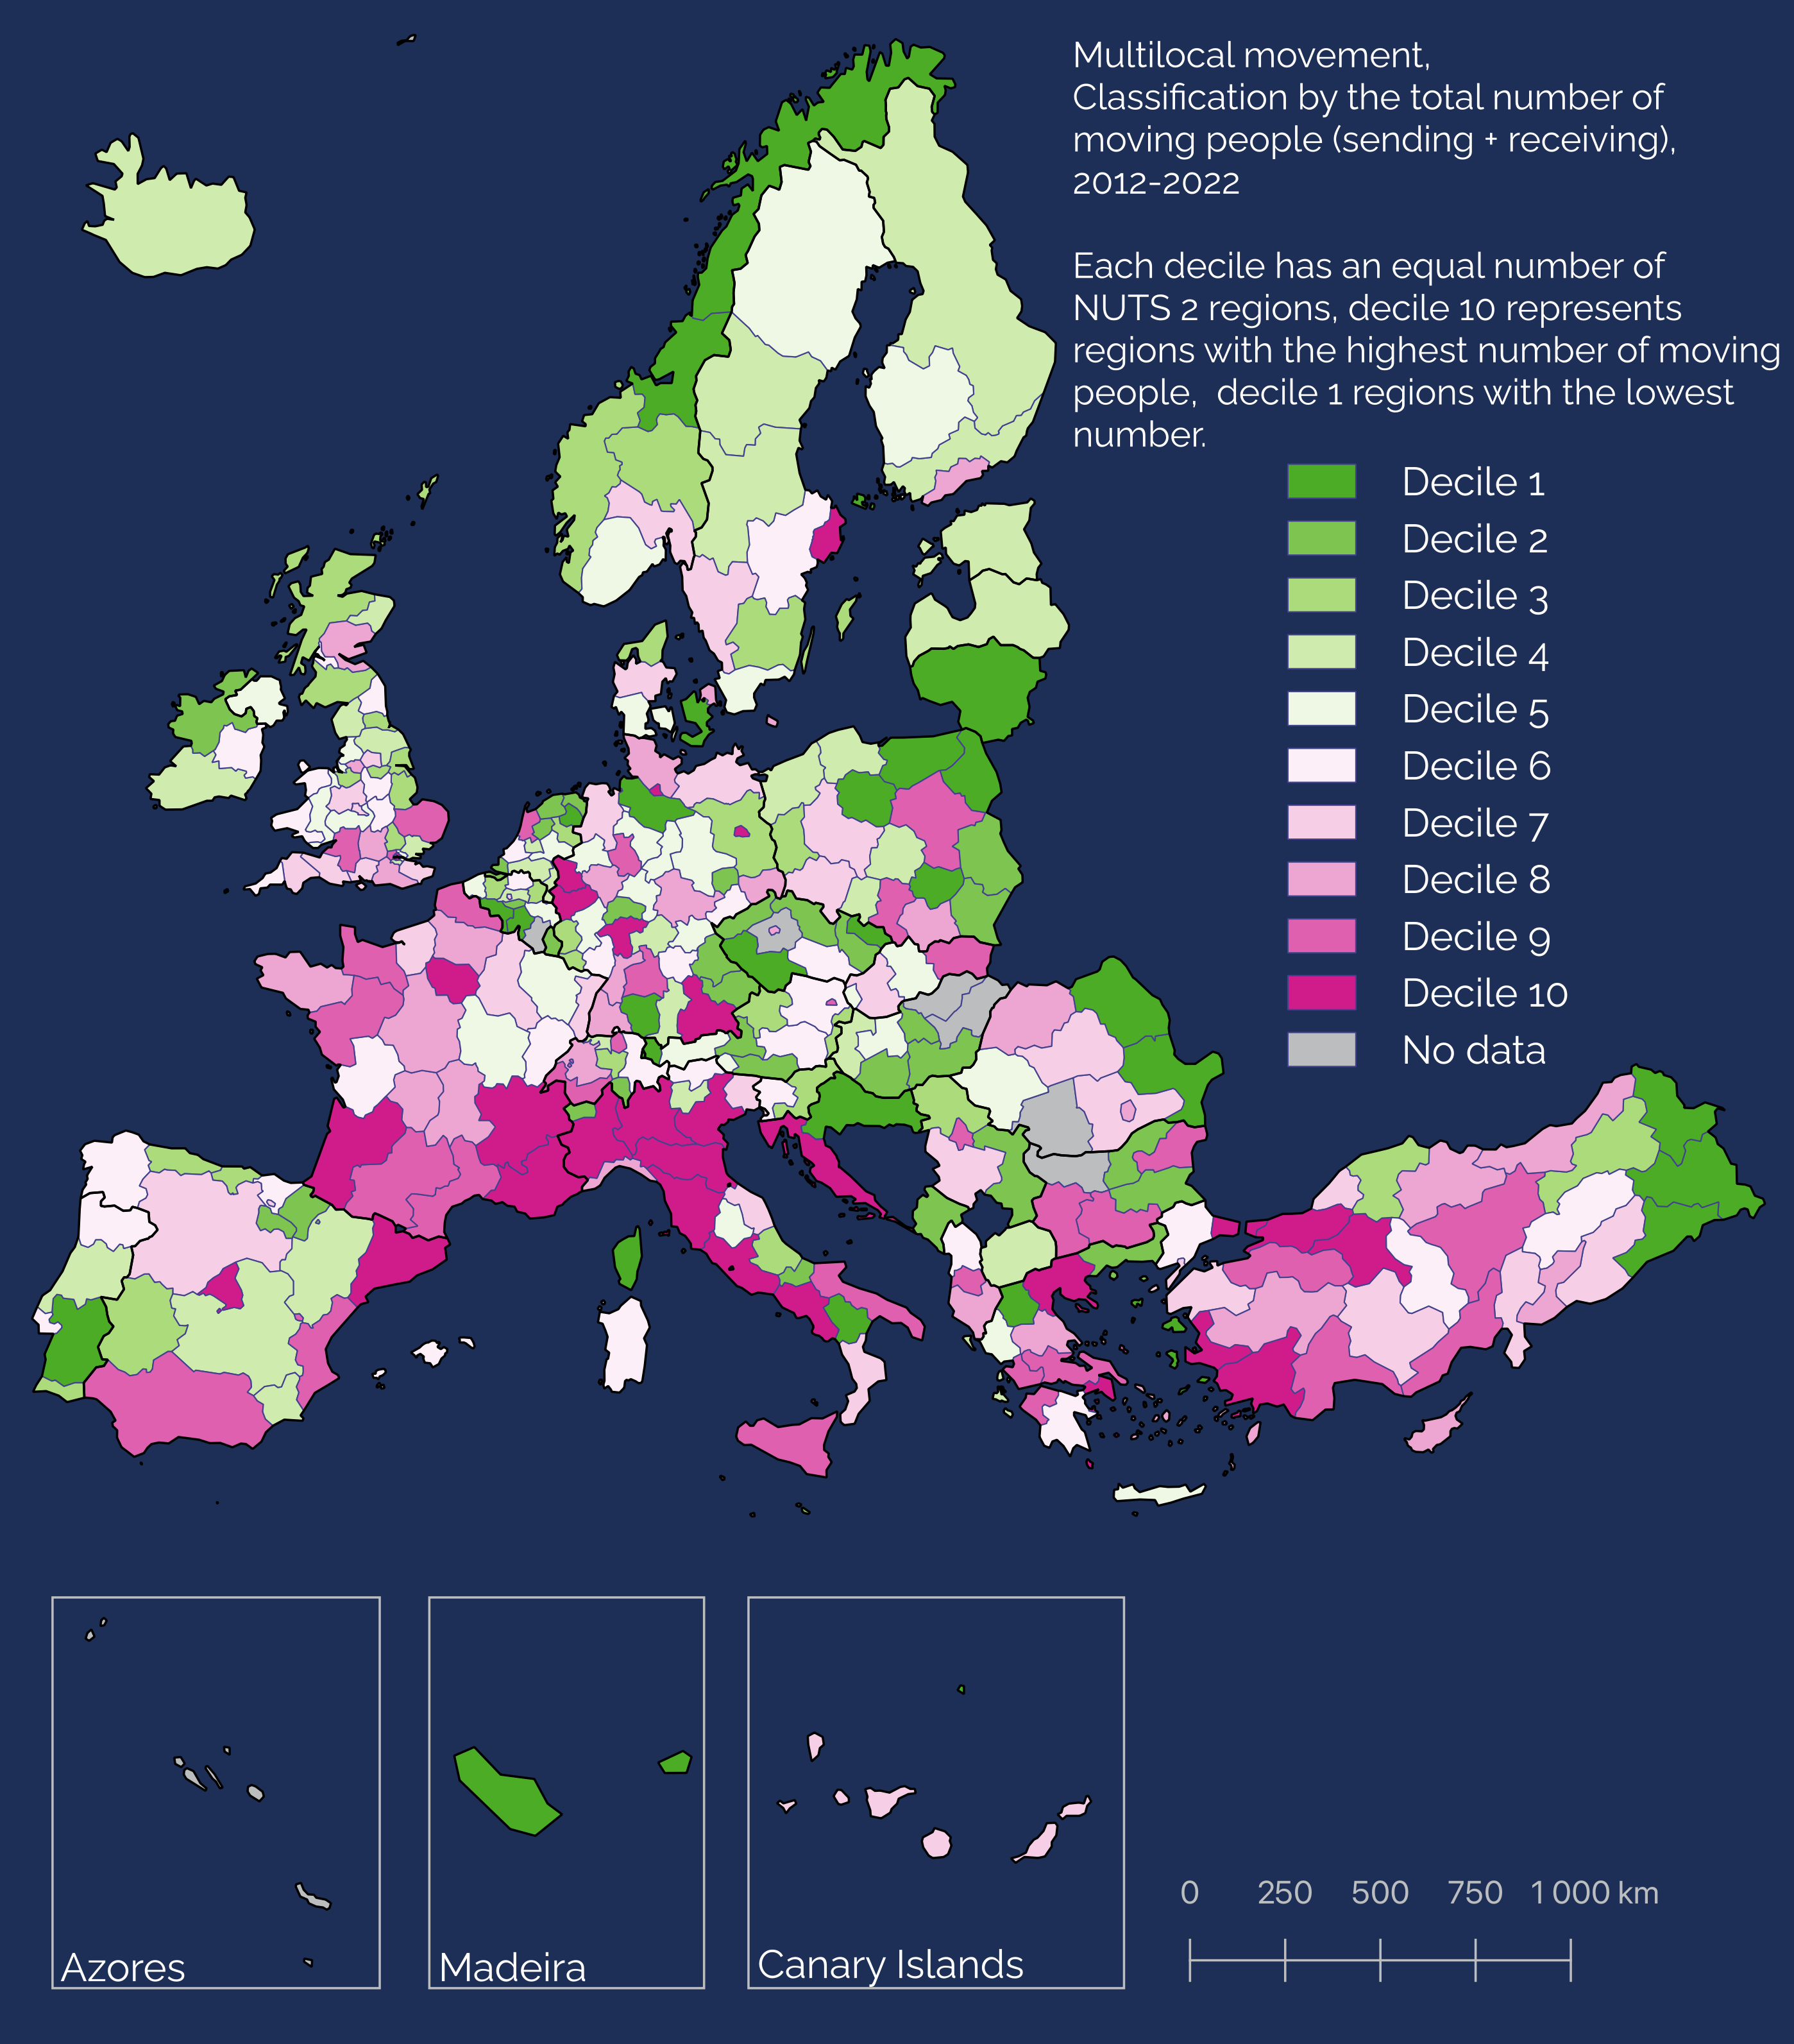 Multilocal movement,
Classification by the total number of
moving people (sending + receiving),
2012-2022
Each decile has an equal number of
NUTS 2 regions, decile 10 represents
regions with the highest number of moving
people, decile 1 regions with the lowest
number.
Decile 1
Decile 2
Decile 3
Decile 4
Decile 5
Decile 6
Decile 7
Decile 8
Decile 9
Decile 10
No data
Azores
Madeira
Canary Islands
0 250 500 750 1 000 km